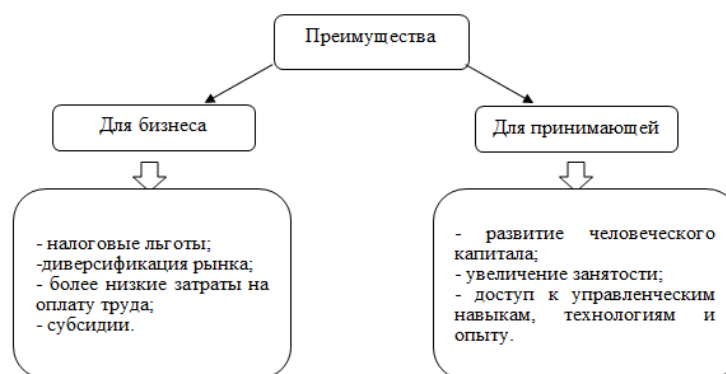 Преимущества
Для бизнеса
Для принимающей
- налоговые льготы;
-диверсификация рынка;
- более низкие затраты на
оплату труда;
- субсидии.
- развитие человеческого
капитала;
- увеличение занятости;
- доступ к управленческим
навыкам, технологиям и
опыту.